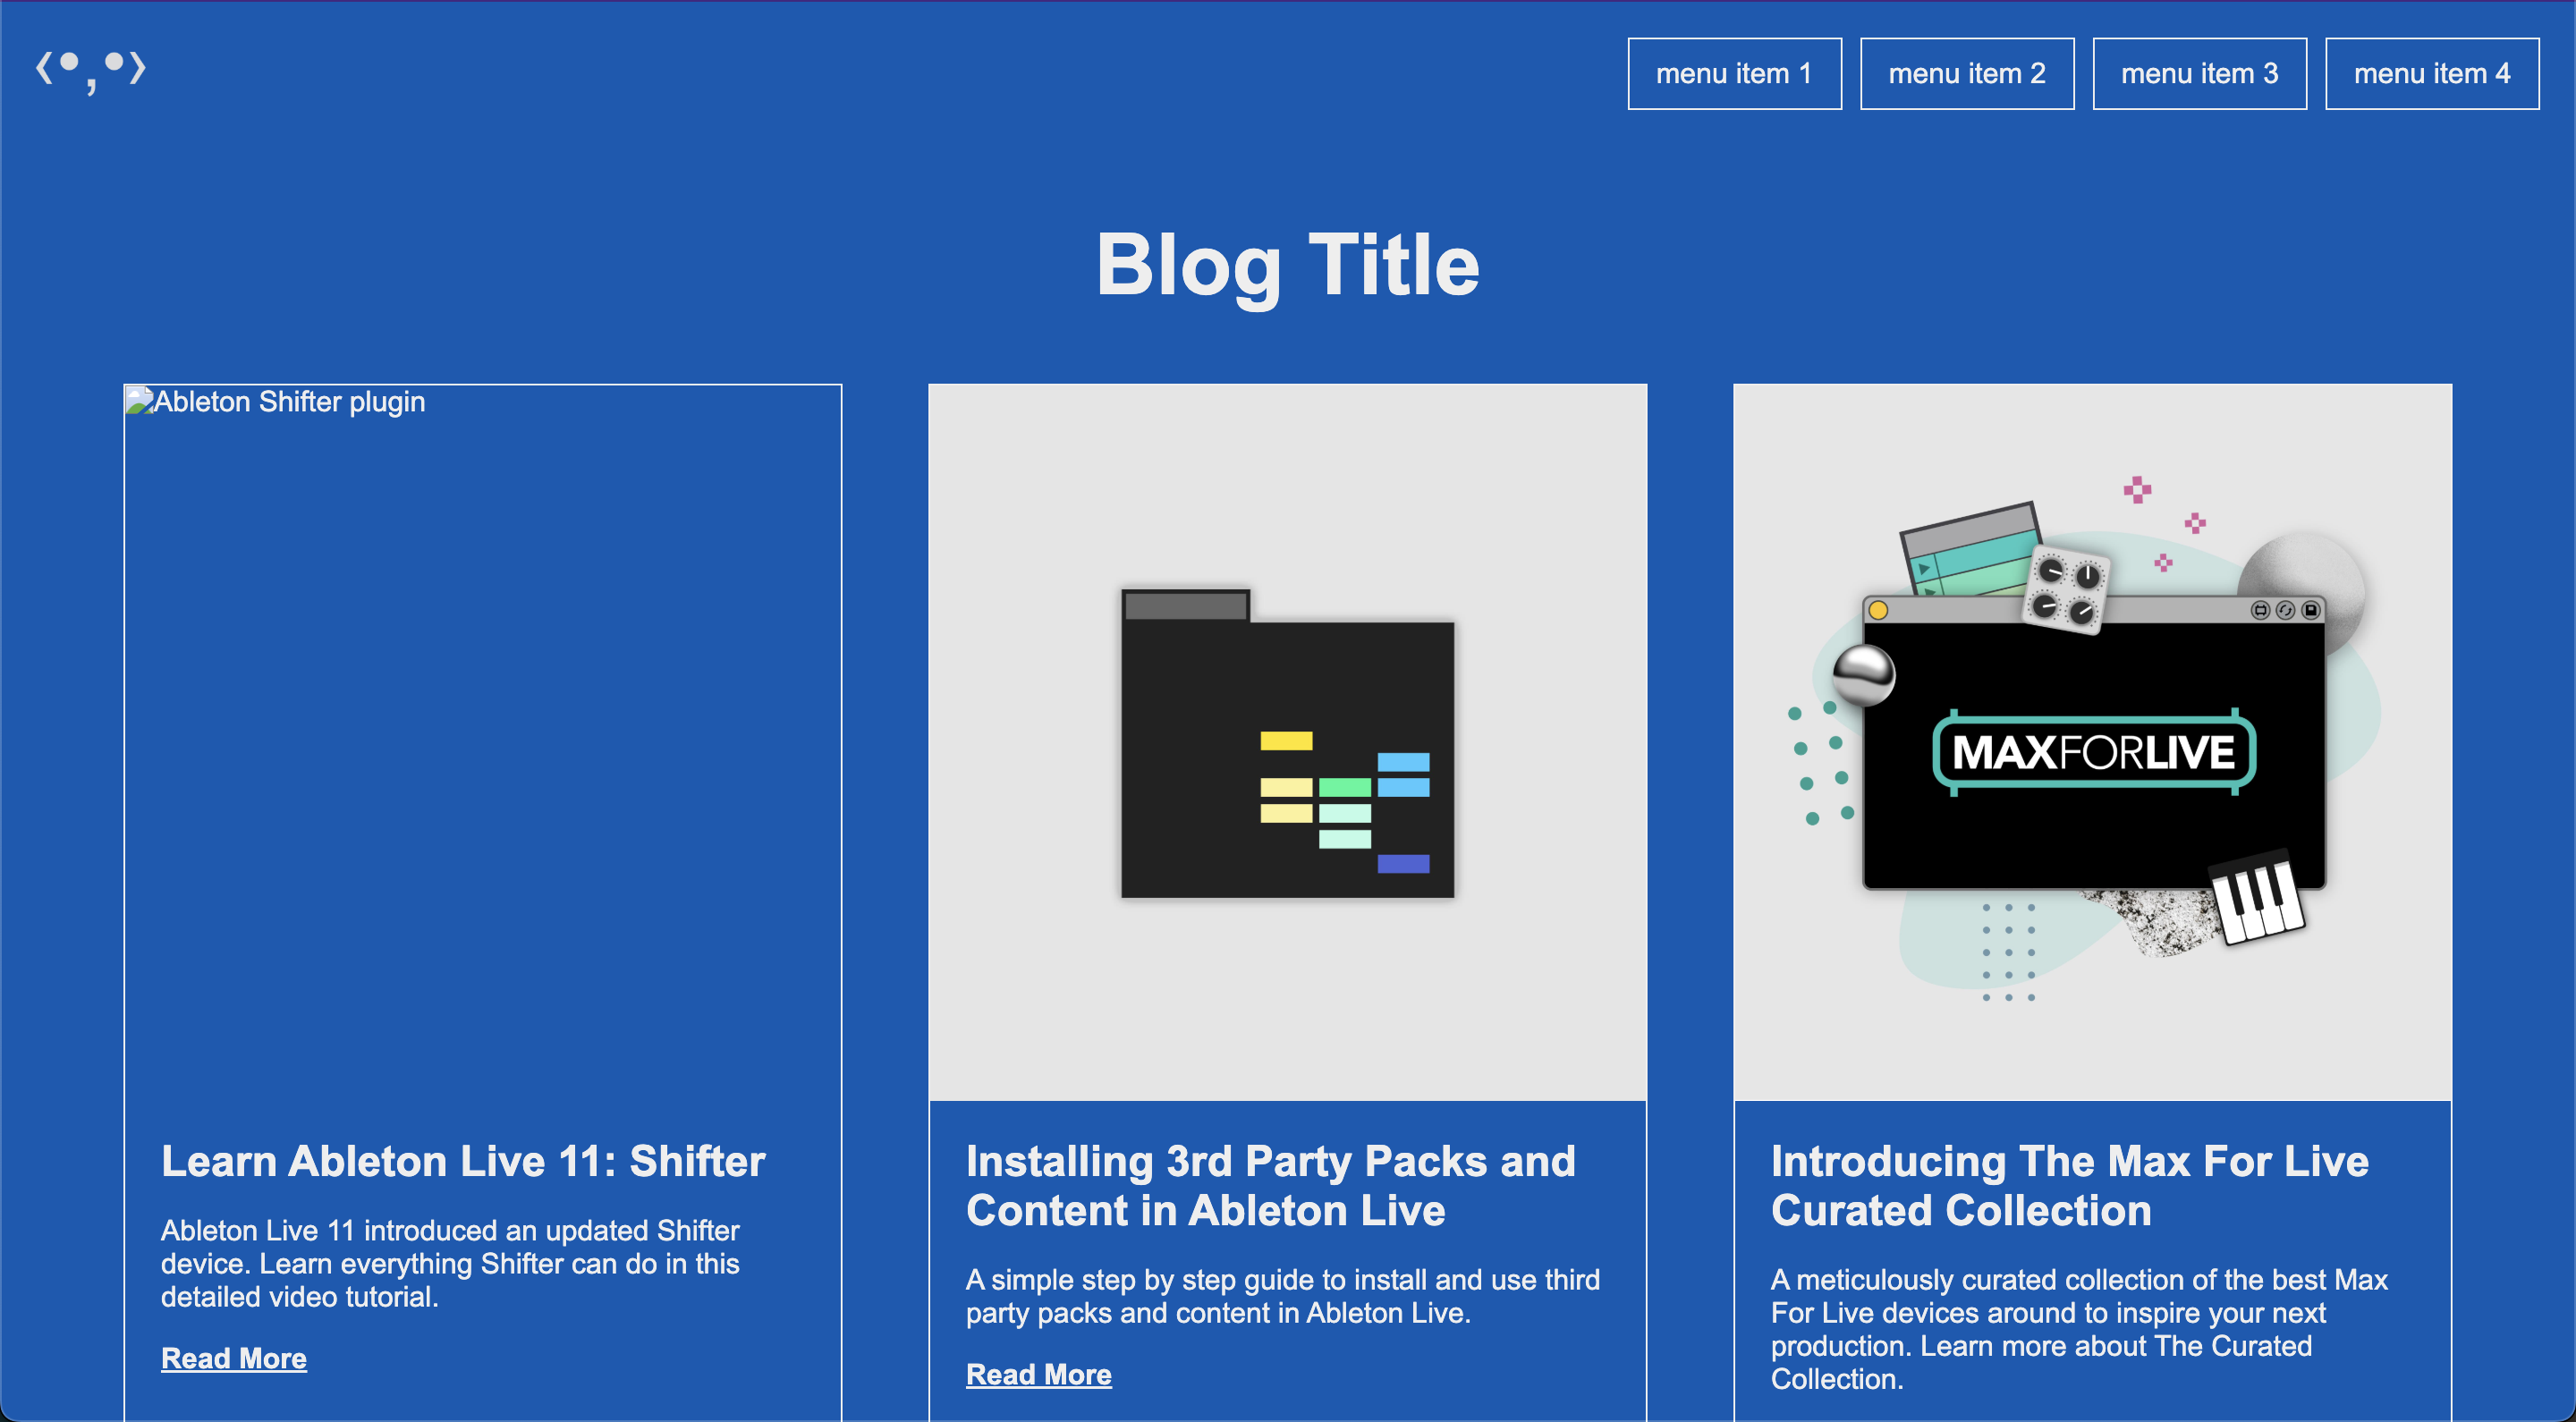 ‹•,•›
menu item 1
menu item 2
menu item 3
menu item 4
Blog Title
Ableton Shifter plugin
Learn Ableton Live 11: Shifter
Ableton Live 11 introduced an updated Shifter
device. Learn everything Shifter can do in this
detailed video tutorial.
Read More
Installing 3rd Party Packs and
Content in Ableton Live
A simple step by step guide to install and use third
party packs and content in Ableton Live.
Read More
MAXFORLIVE
Introducing The Max For Live
Curated Collection
A meticulously curated collection of the best Max
For Live devices around to inspire your next
production. Learn more about The Curated
Collection.